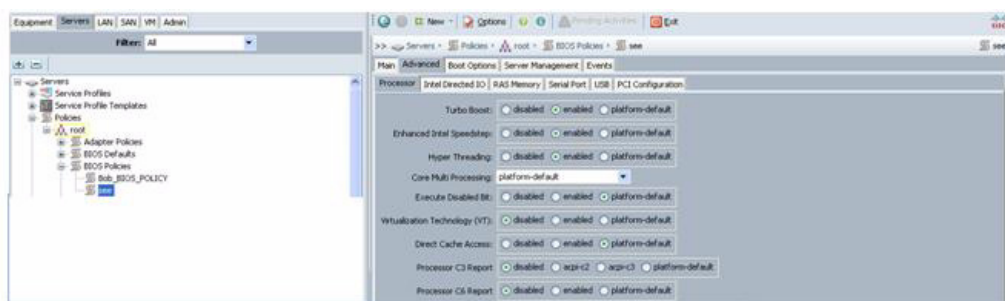 Equipment Servers LAN SAN VM Admin
Filter: All
Servers
Service Profiles
Service Profile Templates
Policies
root
Adapter Policies
BIOS Defaults
BIOS Policies
Bob_BIOS_POLICY
see
New Options Pending Activities Exit
>> Servers Policies root BIOS Policies see
see
Main Advanced Boot Options Server Management Events
Processor Intel Directed IO RAS Memory Serial Port USB PCI Configuration
Turbo Boost: disabled enabled platform-default
Enhanced Intel Speedstep: disabled enabled platform-default
Hyper Threading: disabled enabled platform-default
Core Multi Processing: platform-default
Execute Disabled Bit: disabled enabled platform-default
Virtualization Technology (VT): disabled enabled platform-default
Direct Cache Access: disabled enabled platform-default
Processor C3 Report disabled acpi-c2 acpi-c3 platform-default
Processor C6 Report disabled enabled platform-default